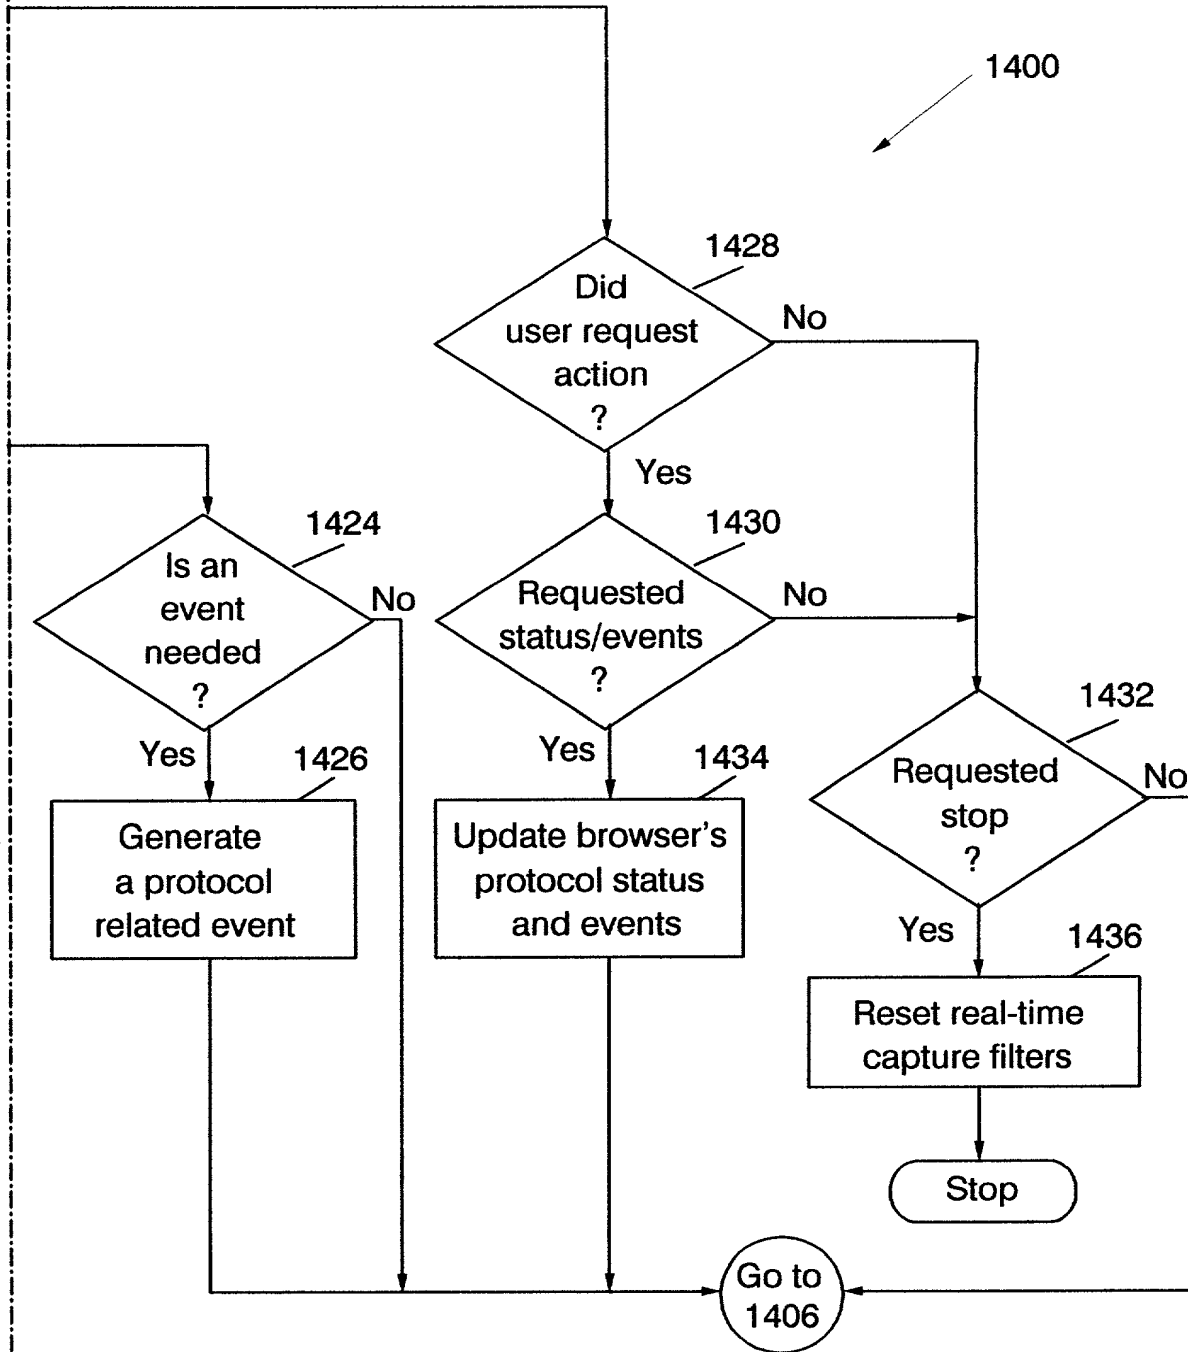 1400
1428
Did
user request
action
?
No
Yes
1424
Is an
event
needed
?
No
Yes
1430
Requested
status/events
?
No
Yes
1432
Requested
stop
?
No
Yes
1426
Generate
a protocol
related event
1434
Update browser's
protocol status
and events
1436
Reset real-time
capture filters
Stop
Go to
1406